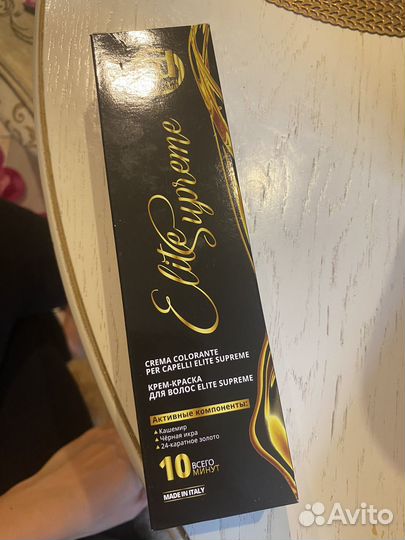 Elite Supreme
CREMA COLORANTE
PER CAPELLI ELITE SUPREME
КРЕМ-КРАСКА
ДЛЯ ВОЛОС ELITE SUPREME
Активные компоненты:
Кашемир
Чёрная икра
24-каратное золото
10 ВСЕГО
МИНУТ
MADE IN ITALY
Avito